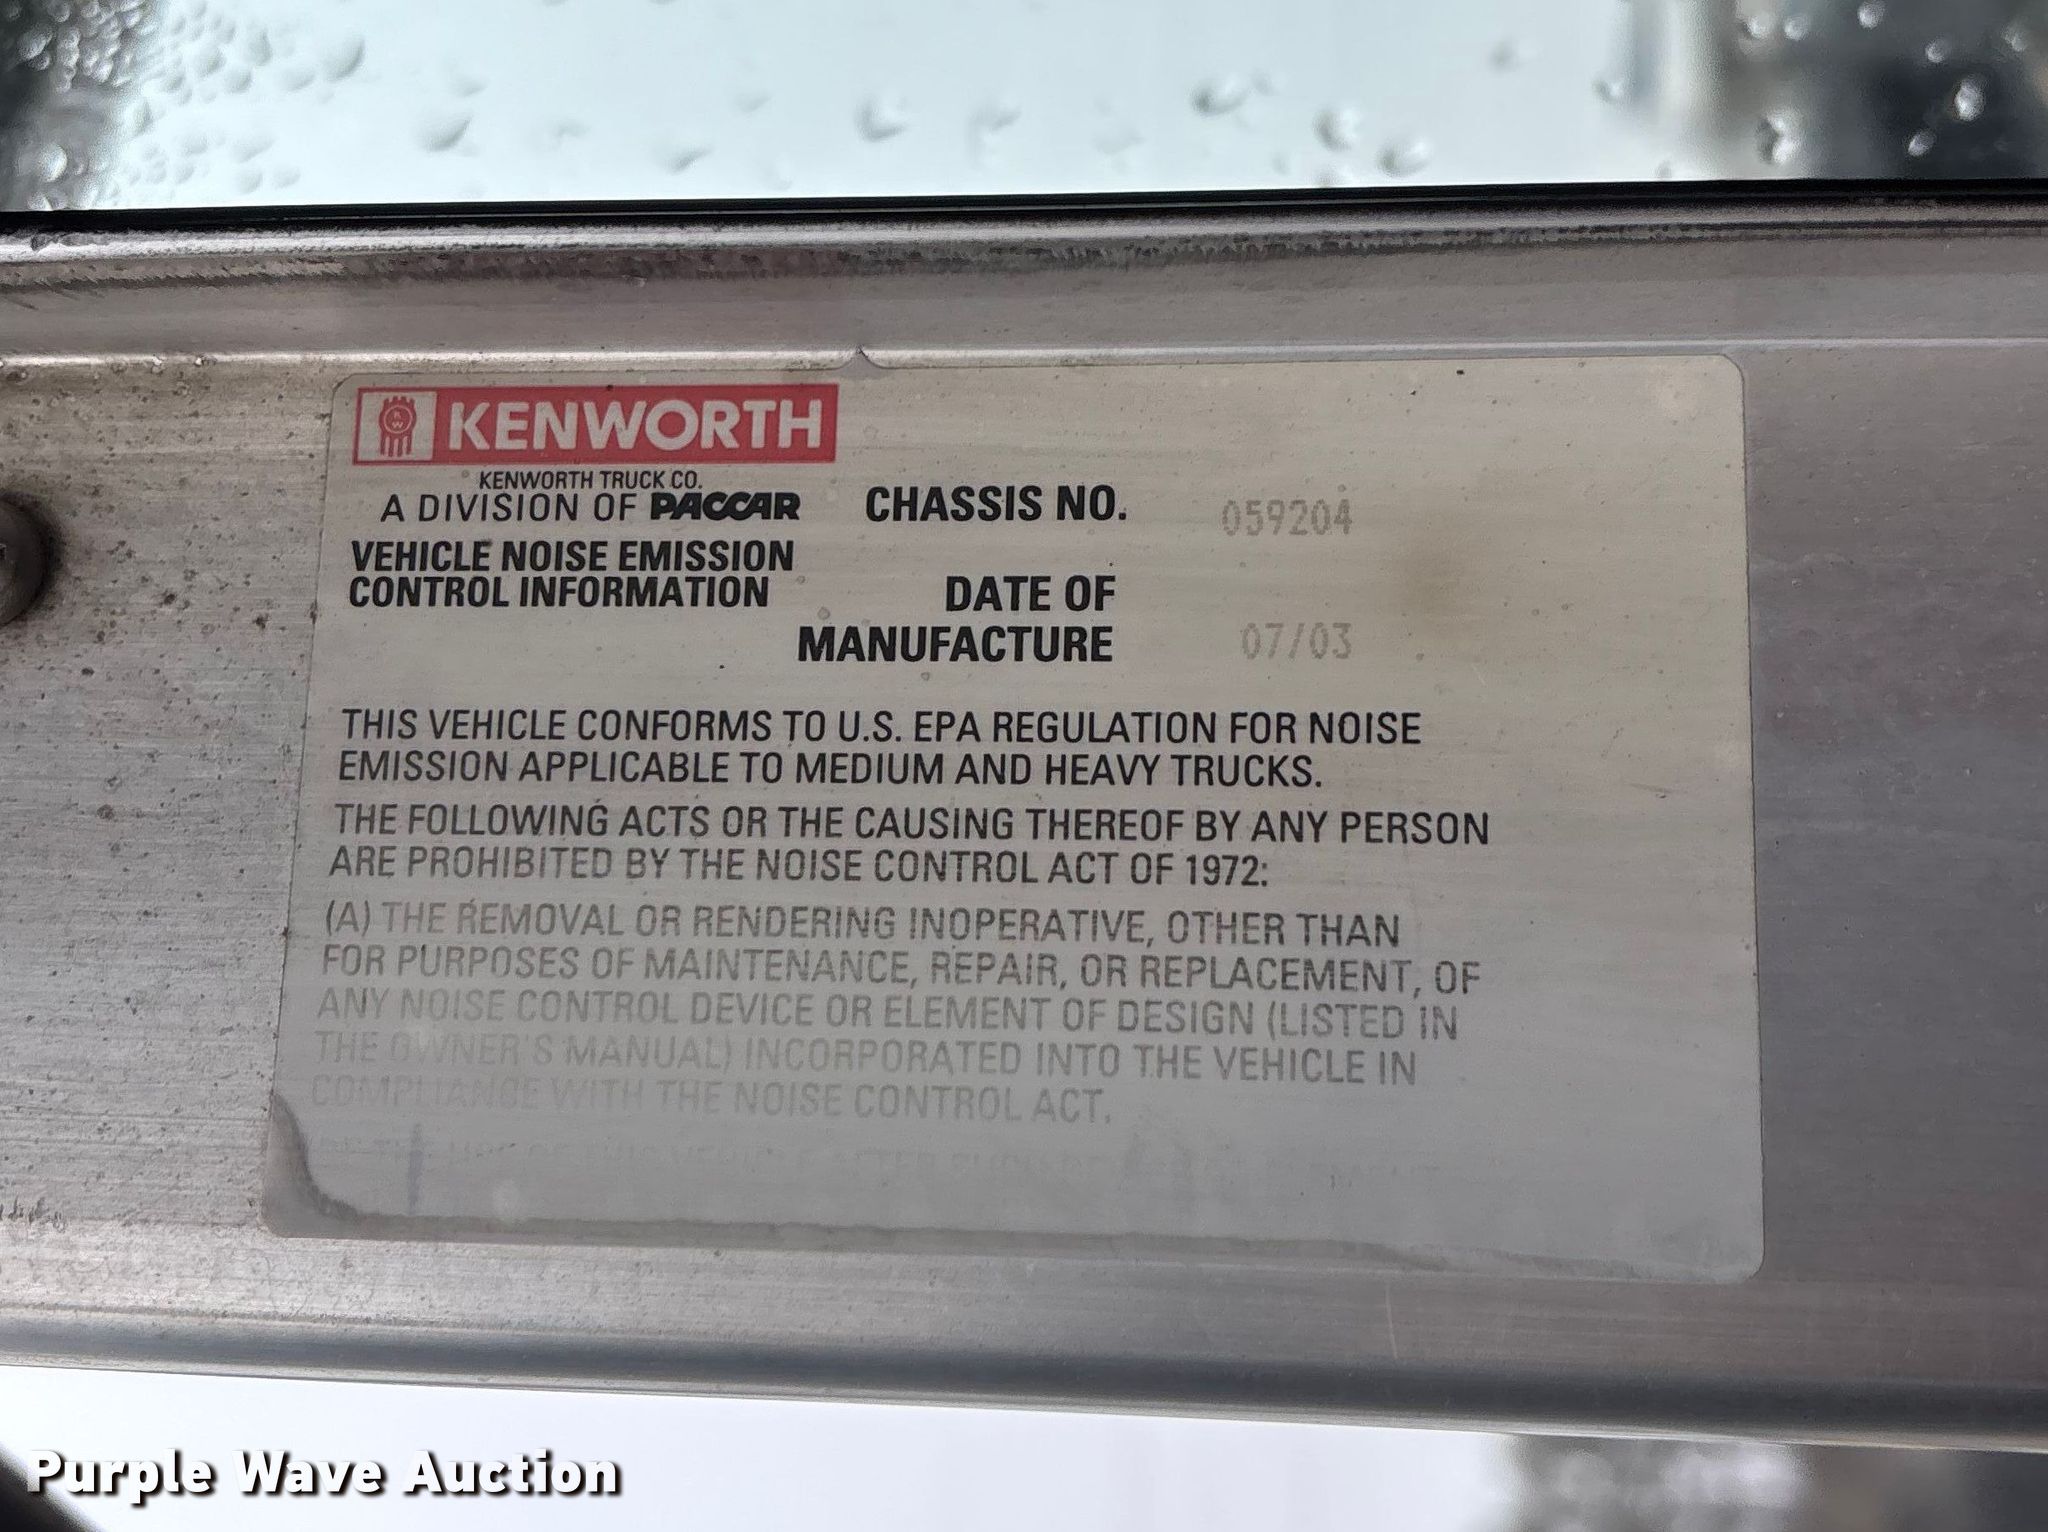 KENWORTH
KENWORTH TRUCK CO.
A DIVISION OF PACCAR
CHASSIS NO. 059204
VEHICLE NOISE EMISSION
CONTROL INFORMATION
DATE OF
MANUFACTURE 07/03
THIS VEHICLE CONFORMS TO U.S. EPA REGULATION FOR NOISE
EMISSION APPLICABLE TO MEDIUM AND HEAVY TRUCKS.
THE FOLLOWING ACTS OR THE CAUSING THEREOF BY ANY PERSON
ARE PROHIBITED BY THE NOISE CONTROL ACT OF 1972:
(A) THE REMOVAL OR RENDERING INOPERATIVE, OTHER THAN
FOR PURPOSES OF MAINTENANCE, REPAIR, OR REPLACEMENT, OF
ANY NOISE CONTROL DEVICE OR ELEMENT OF DESIGN (LISTED IN
THE OWNER'S MANUAL) INCORPORATED INTO THE VEHICLE IN
COMPLIANCE WITH THE NOISE CONTROL ACT.
USE OF THIS VEHICLE AFTER
Purple Wave Auction